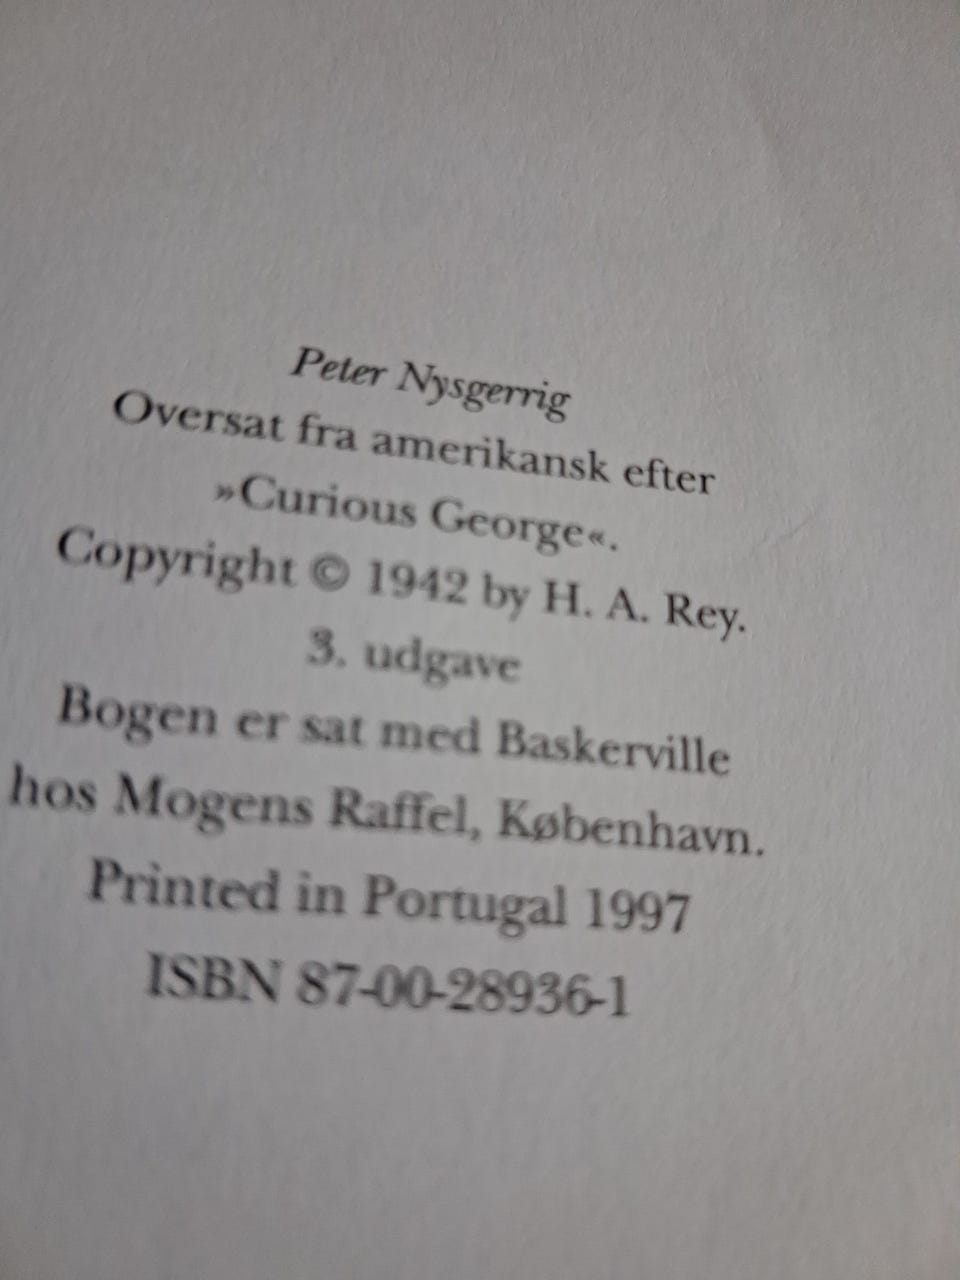 Peter Nysgerrig
Oversat fra amerikansk efter
»Curious George«.
Copyright © 1942 by H. A. Rey.
3. udgave
Bogen er sat med Baskerville
hos Mogens Raffel, København.
Printed in Portugal 1997
ISBN 87-00-28936-1